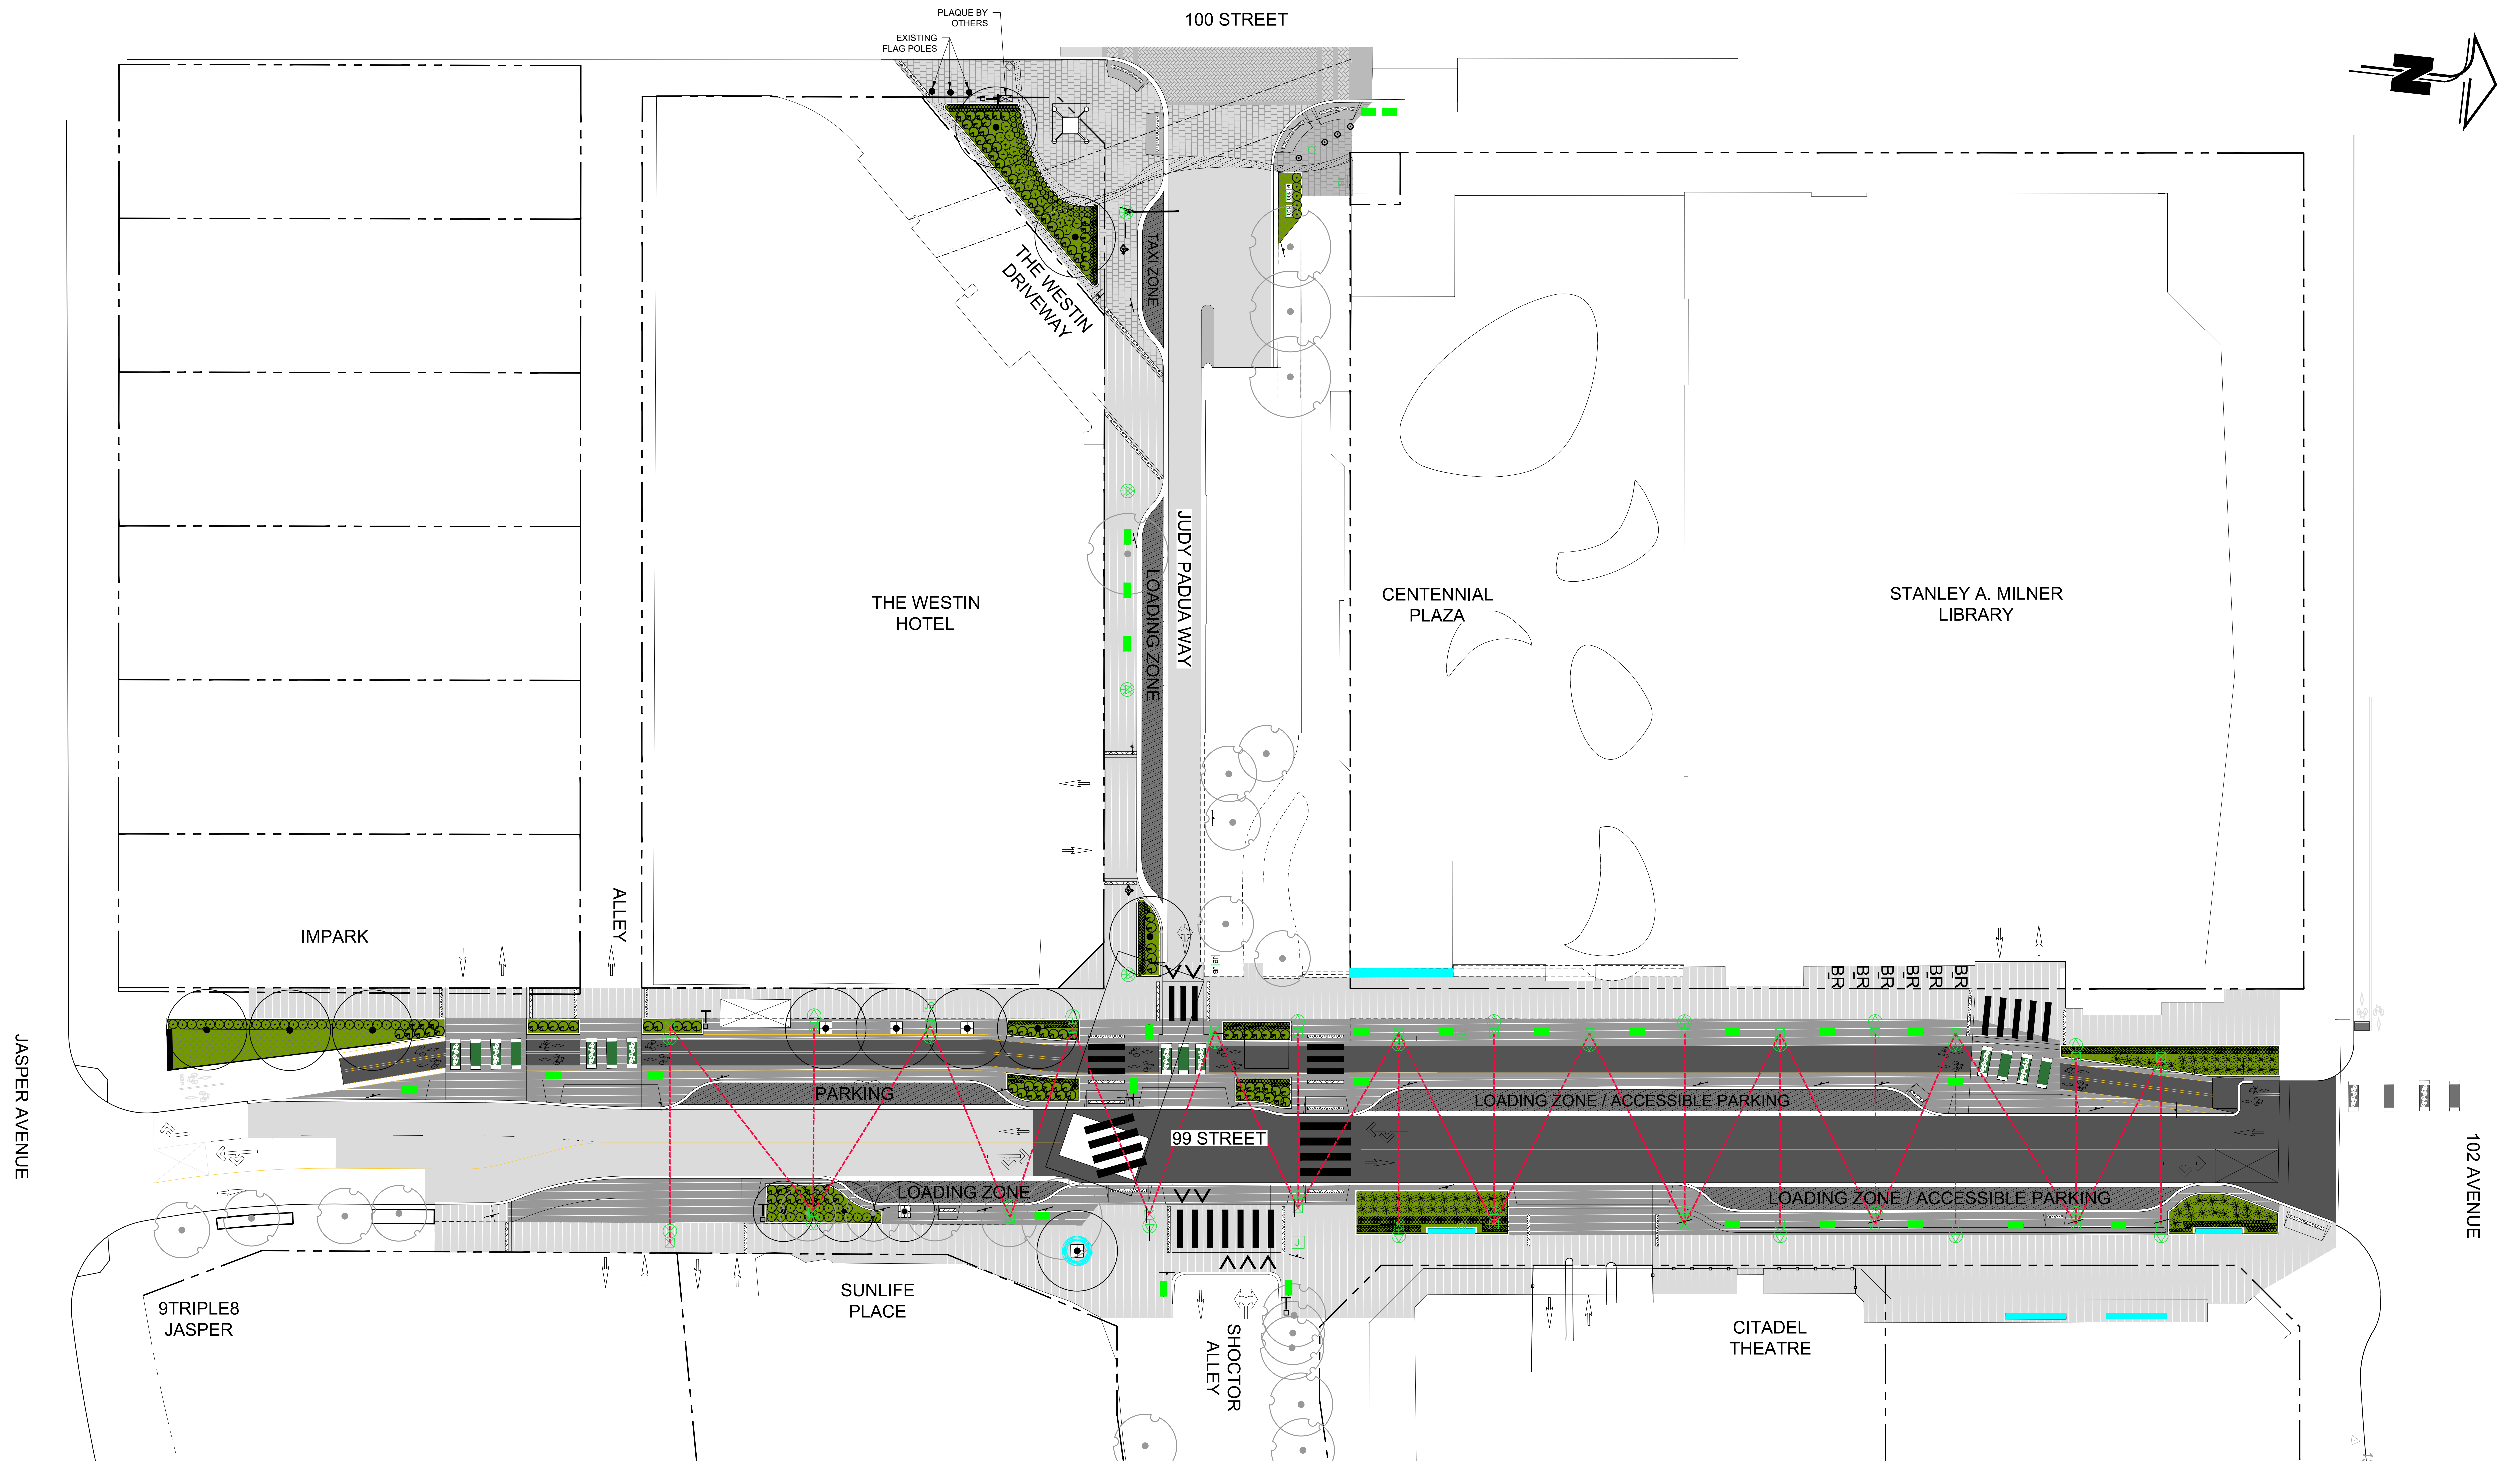 PLAQUE BY
OTHERS
100 STREET
EXISTING
FLAG POLES
N
THE WESTIN
DRIVEWAY
TAXI ZONE
JUDY PADUA WAY
LOADING ZONE
THE WESTIN
HOTEL
CENTENNIAL
PLAZA
STANLEY A. MILNER
LIBRARY
IMPARK
ALLEY
JB
JB
BR
BR
BR
BR
BR
BR
JASPER AVENUE
PARKING
LOADING ZONE / ACCESSIBLE PARKING
99 STREET
102 AVENUE
LOADING ZONE
LOADING ZONE / ACCESSIBLE PARKING
J
9TRIPLE8
JASPER
SUNLIFE
PLACE
SHOCTOR
ALLEY
CITADEL
THEATRE